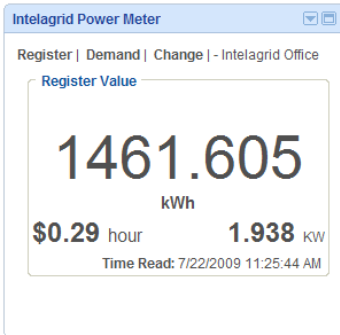 Intelagrid Power Meter
Register | Demand | Change | - Intelagrid Office
Register Value
1461.605
kWh
$0.29 hour 1.938 KW
Time Read: 7/22/2009 11:25:44 AM